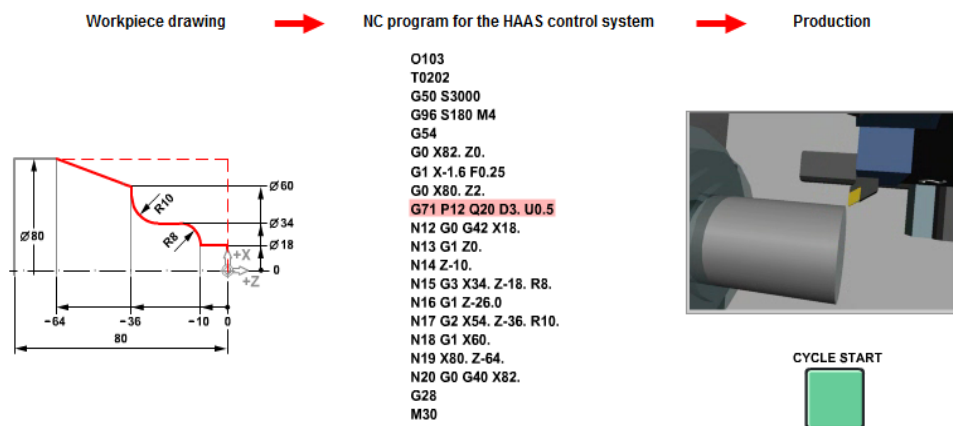 Workpiece drawing
NC program for the HAAS control system
Production
O103
T0202
G50 S3000
G96 S180 M4
G54
G0 X82. Z0.
G1 X-1.6 F0.25
G0 X80. Z2.
G71 P12 Q20 D3. U0.5
N12 G0 G42 X18.
N13 G1 Z0.
N14 Z-10.
N15 G3 X34. Z-18. R8.
N16 G1 Z-26.0
N17 G2 X54. Z-36. R10.
N18 G1 X60.
N19 X80. Z-64.
N20 G0 G40 X82.
G28
M30
Ø80
R10
R8
Ø60
Ø34
Ø18
+X
0
+Z
-64
-36
-10
0
80
CYCLE START